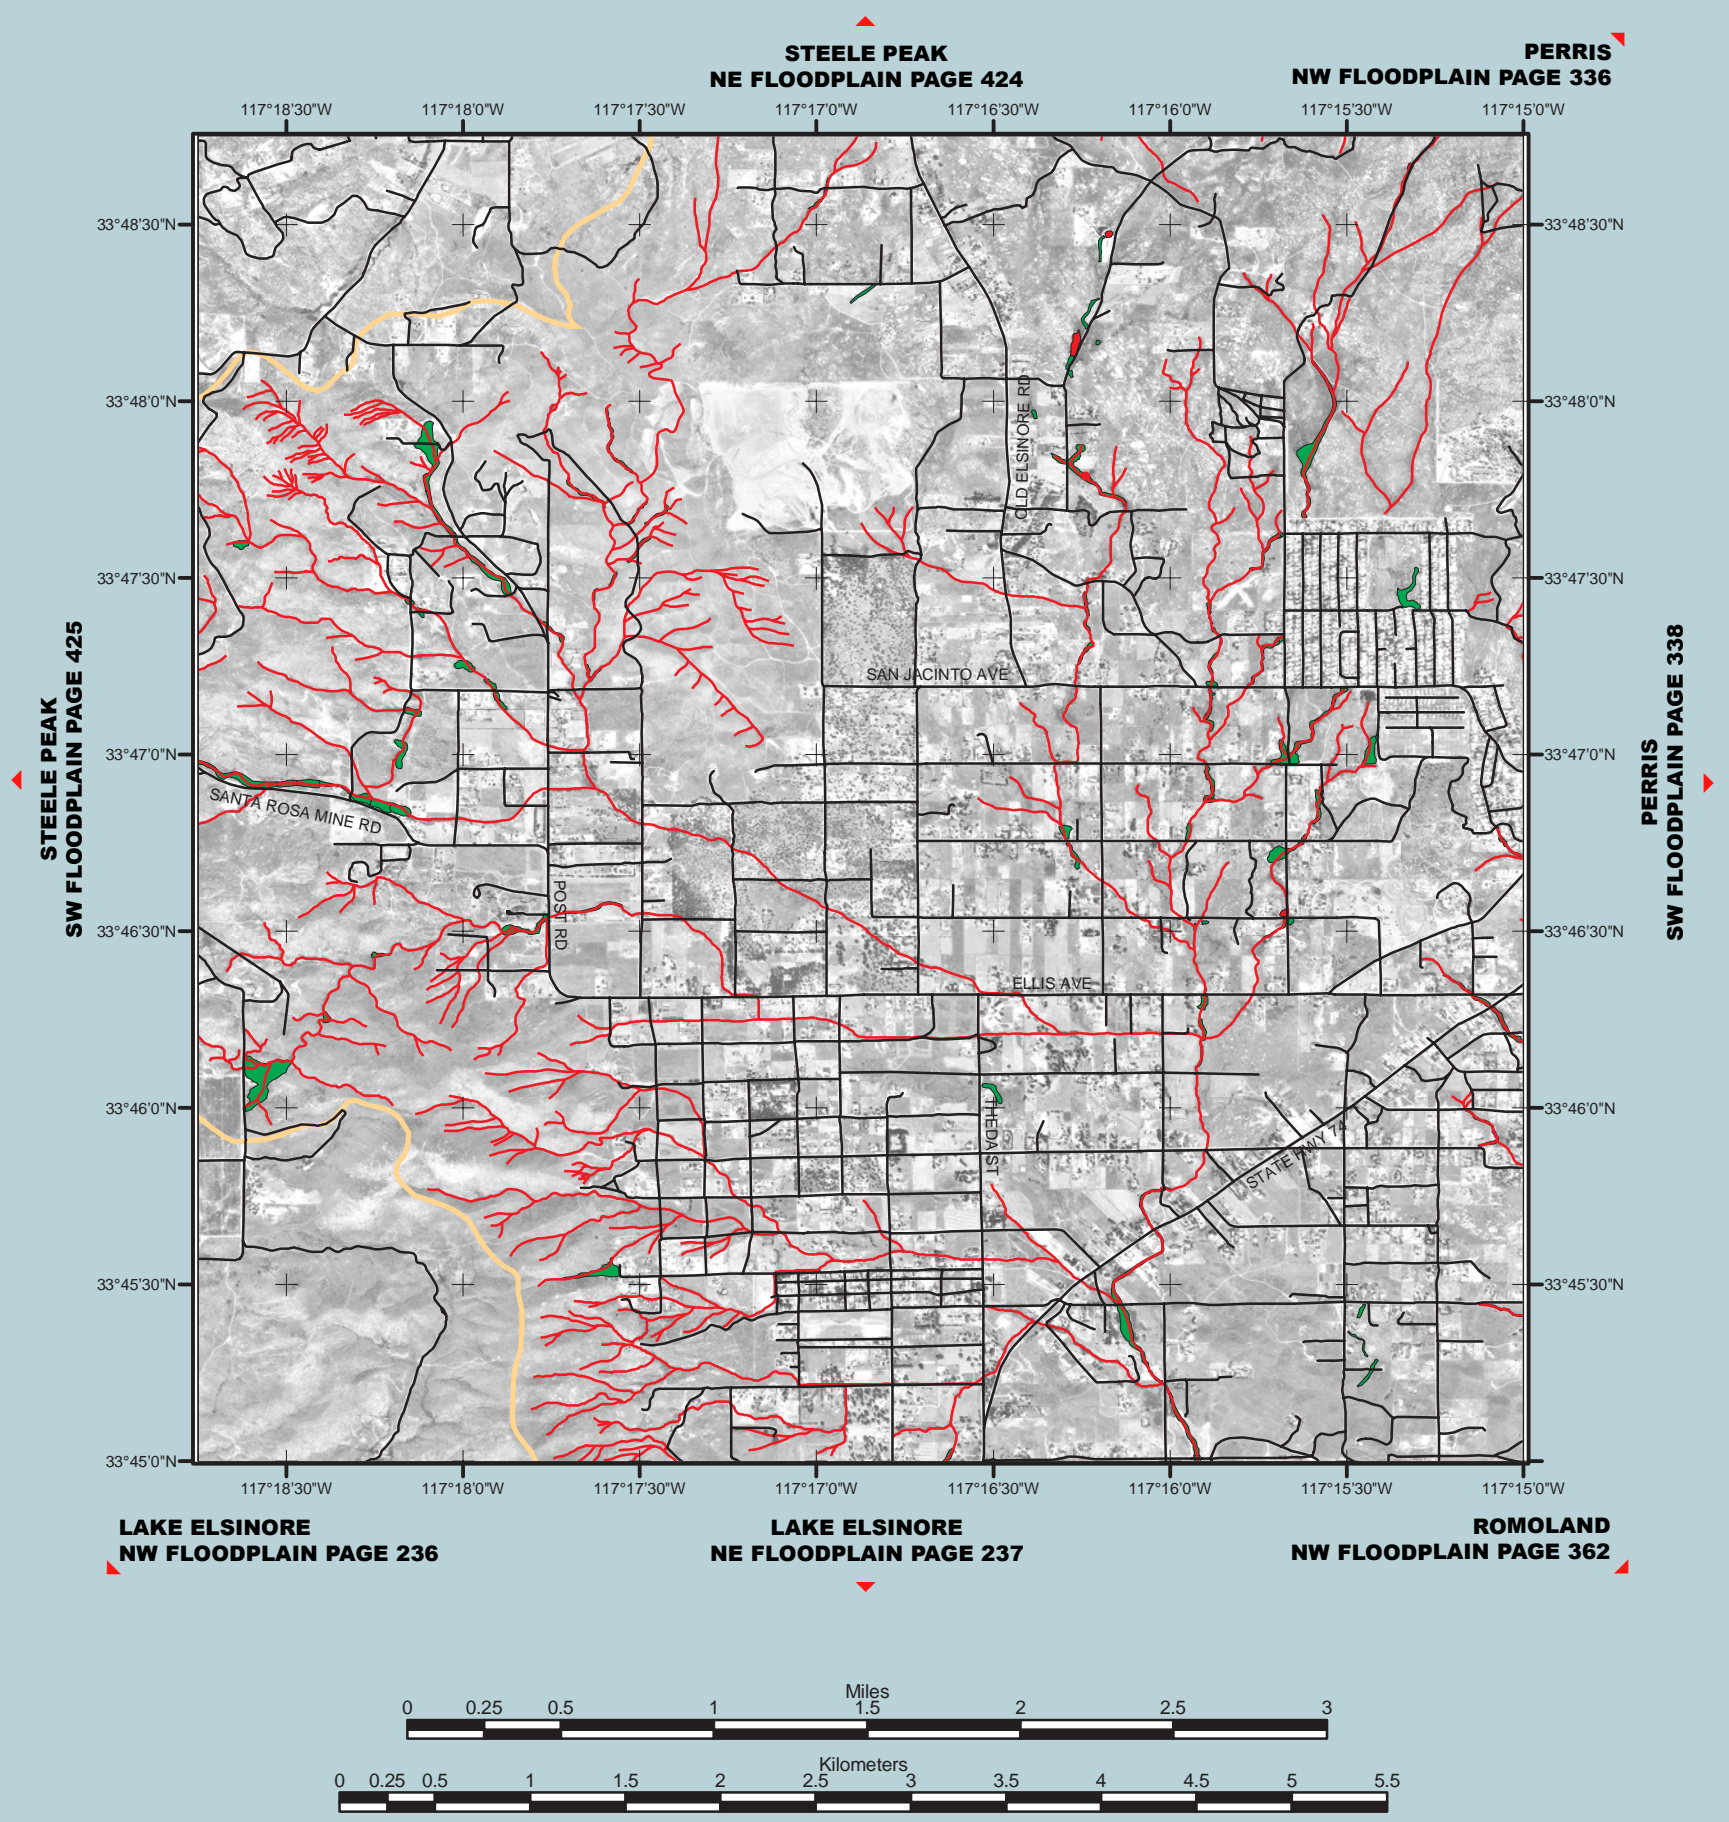 STEELE PEAK
NE FLOODPLAIN PAGE 424
PERRIS
NW FLOODPLAIN PAGE 336
117°18'30"W
117°18'0"W
117°17'30"W
117°17'0"W
117°16'30"W
117°16'0"W
117°15'30"W
117°15'0"W
33°48'30"N
33°48'30"N
33°48'0"N
33°48'0"N
OLD ELSINORE RD
33°47'30"N
33°47'30"N
STEELE PEAK
SW FLOODPLAIN PAGE 425
SAN JACINTO AVE
PERRIS
SW FLOODPLAIN PAGE 338
33°47'0"N
33°47'0"N
SANTA ROSA MINE RD
POST RD
33°46'30"N
33°46'30"N
ELLIS AVE
33°46'0"N
33°46'0"N
THEDA ST
STATE HWY 74
33°45'30"N
33°45'30"N
33°45'0"N
117°18'30"W
117°18'0"W
117°17'30"W
117°17'0"W
117°16'30"W
117°16'0"W
117°15'30"W
117°15'0"W
LAKE ELSINORE
NW FLOODPLAIN PAGE 236
LAKE ELSINORE
NE FLOODPLAIN PAGE 237
ROMOLAND
NW FLOODPLAIN PAGE 362
Miles
0 0.25 0.5 1 1.5 2 2.5 3
Kilometers
0 0.25 0.5 1 1.5 2 2.5 3 3.5 4 4.5 5 5.5